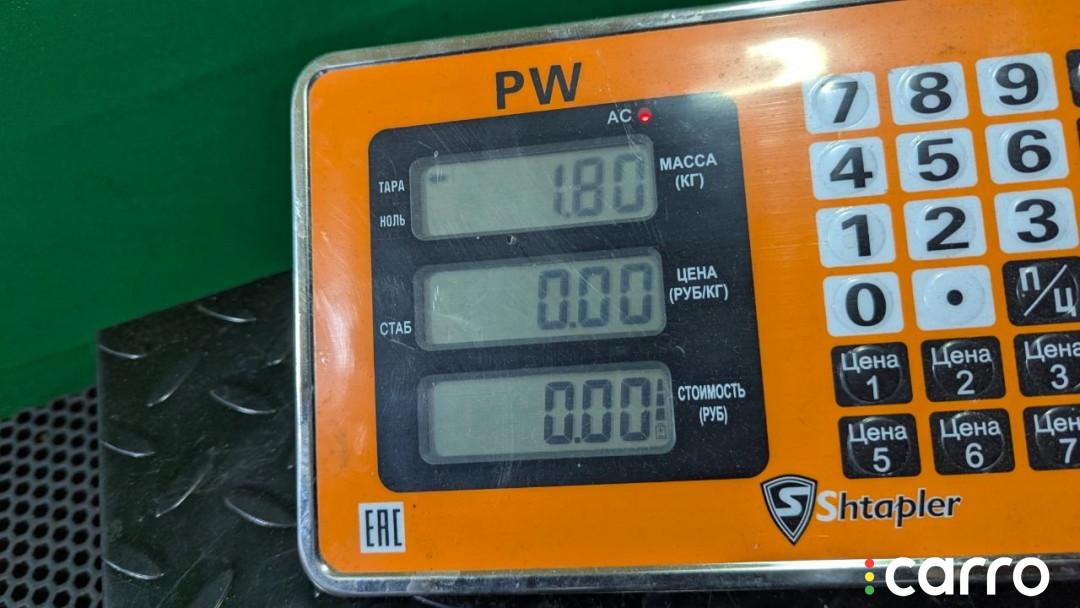 PW
AC
ТАРА
НОЛЬ
1.80
МАССА
(КГ)
СТАБ
0.00
ЦЕНА
(РУБ/КГ)
0.00
СТОИМОСТЬ
(РУБ)
7 8 9
4 5 6
1 2 3
0 . П/Ц
Цена 1
Цена 2
Цена 3
Цена 5
Цена 6
7
EAC
S Shtapler
carro